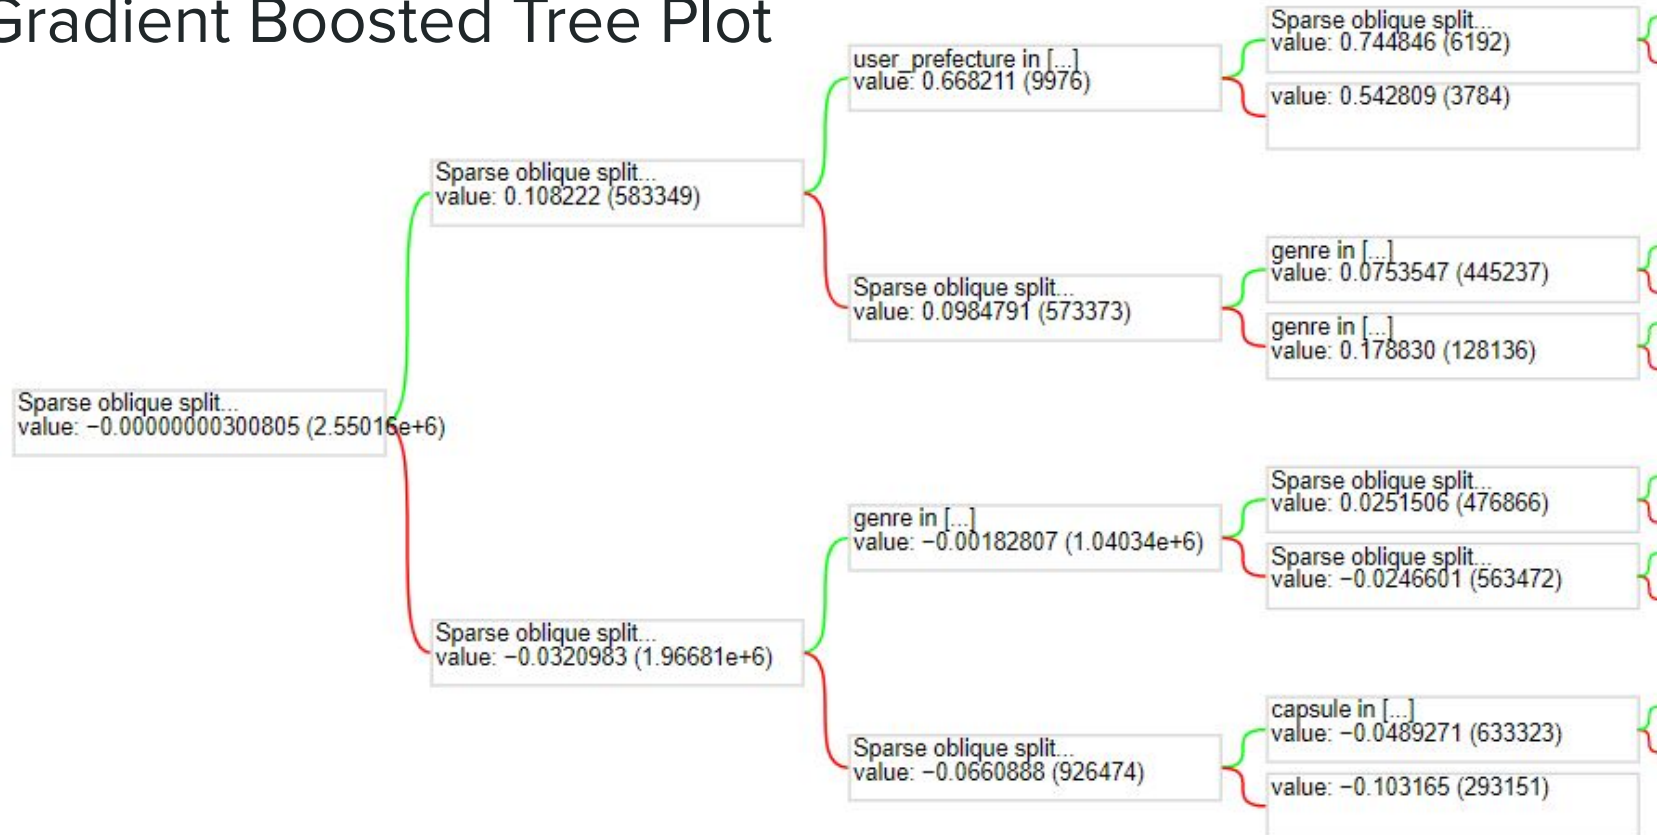 Gradient Boosted Tree Plot
Sparse oblique split...
value: −0.00000000300805 (2.55016e+6)
Sparse oblique split...
value: 0.108222 (583349)
Sparse oblique split...
value: −0.0320983 (1.96681e+6)
user_prefecture in [...]
value: 0.668211 (9976)
Sparse oblique split...
value: 0.0984791 (573373)
genre in [...]
value: −0.00182807 (1.04034e+6)
Sparse oblique split...
value: −0.0660888 (926474)
Sparse oblique split...
value: 0.744846 (6192)
value: 0.542809 (3784)
genre in [...]
value: 0.0753547 (445237)
genre in [...]
value: 0.178830 (128136)
Sparse oblique split...
value: 0.0251506 (476866)
Sparse oblique split...
value: −0.0246601 (563472)
capsule in [...]
value: −0.0489271 (633323)
value: −0.103165 (293151)